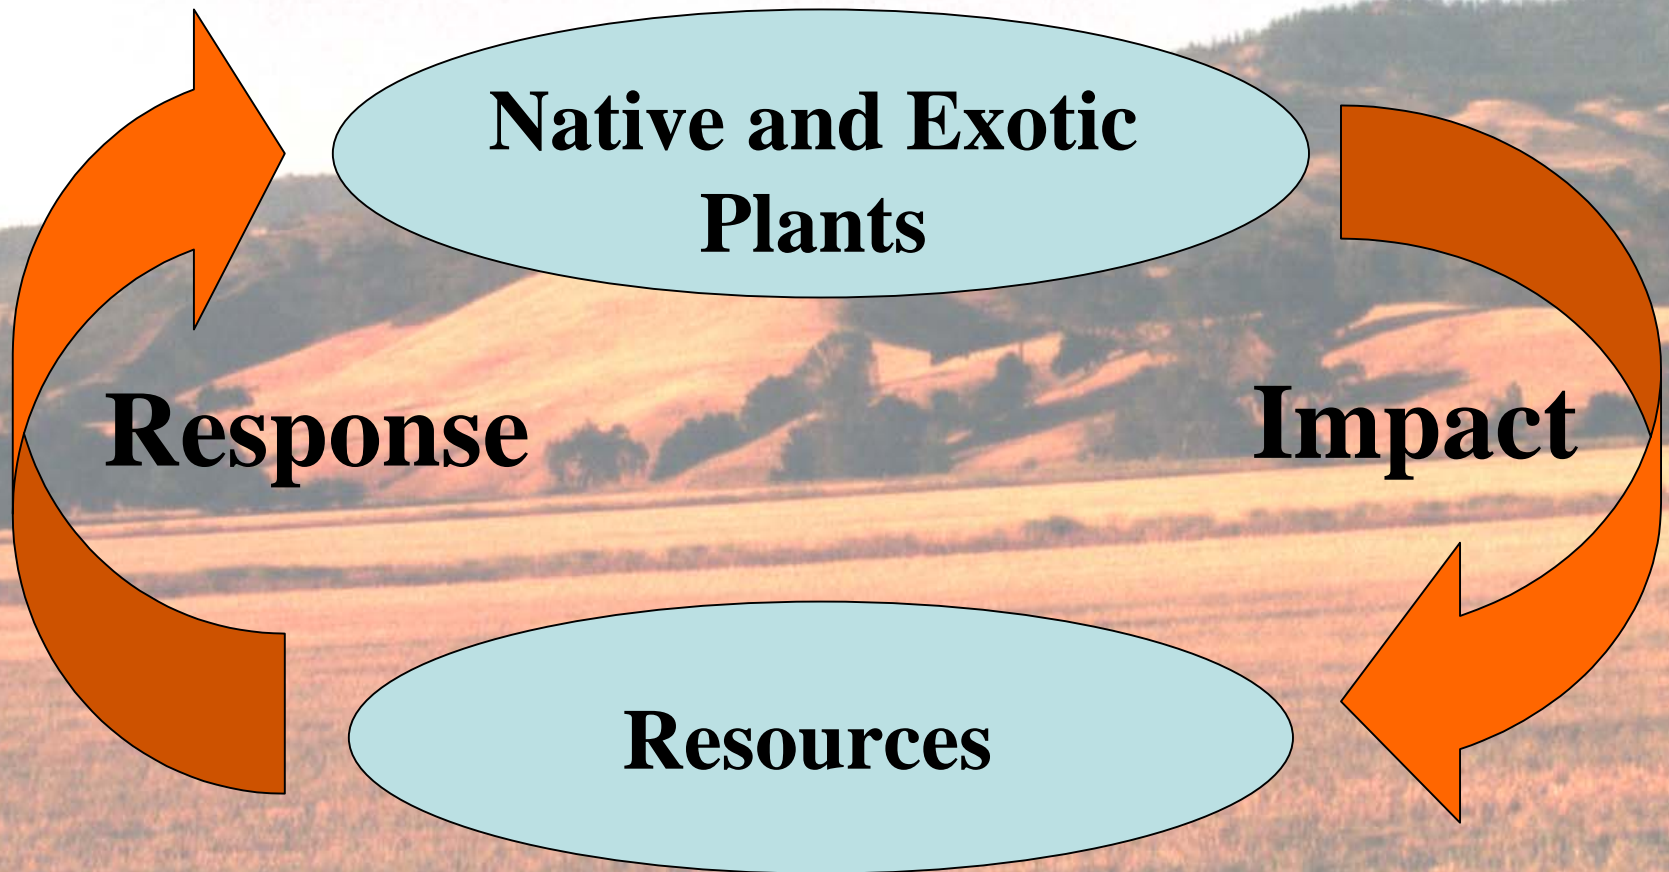 Native and Exotic
Plants
Response
Impact
Resources